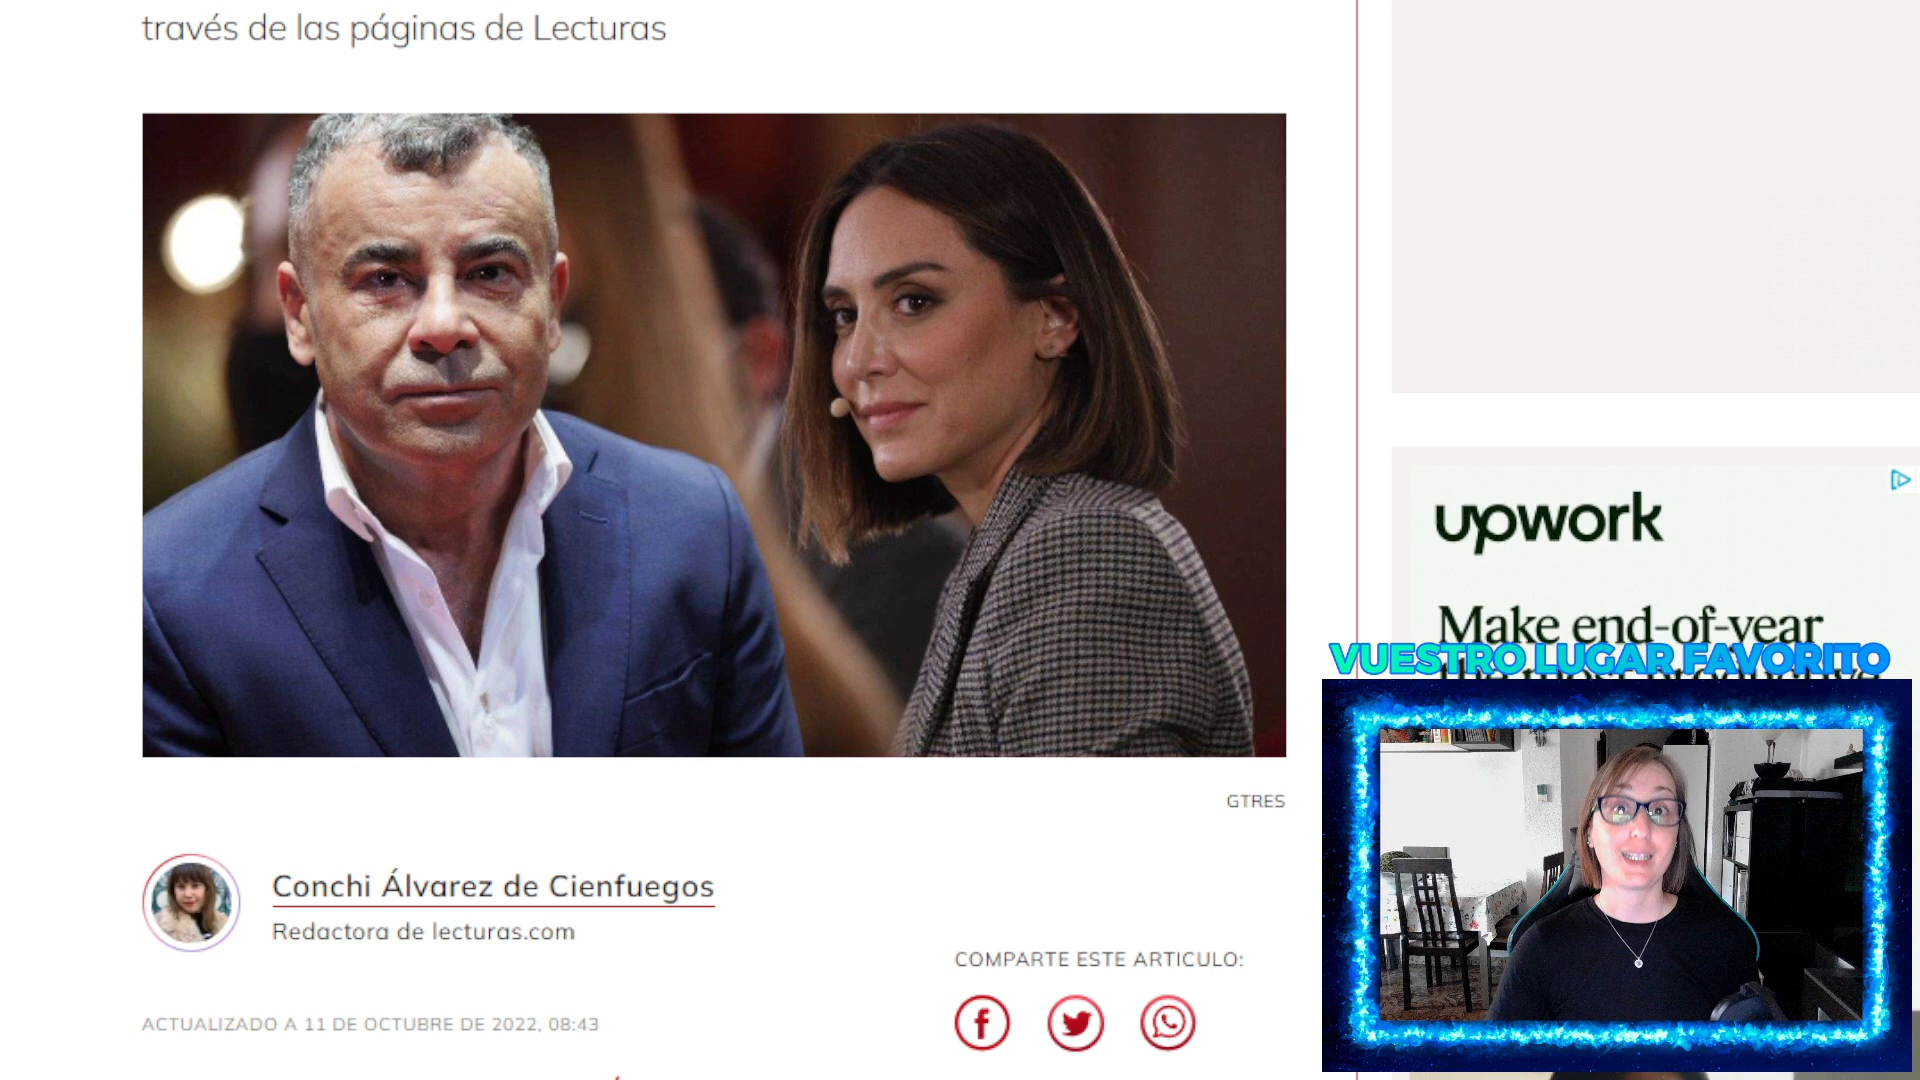 través de las páginas de Lecturas
GTRES
Conchi Álvarez de Cienfuegos
Redactora de lecturas.com
COMPARTE ESTE ARTICULO:
ACTUALIZADO A 11 DE OCTUBRE DE 2022, 08:43
upwork
Make end-of-year
VUESTRO LUGAR FAVORITO